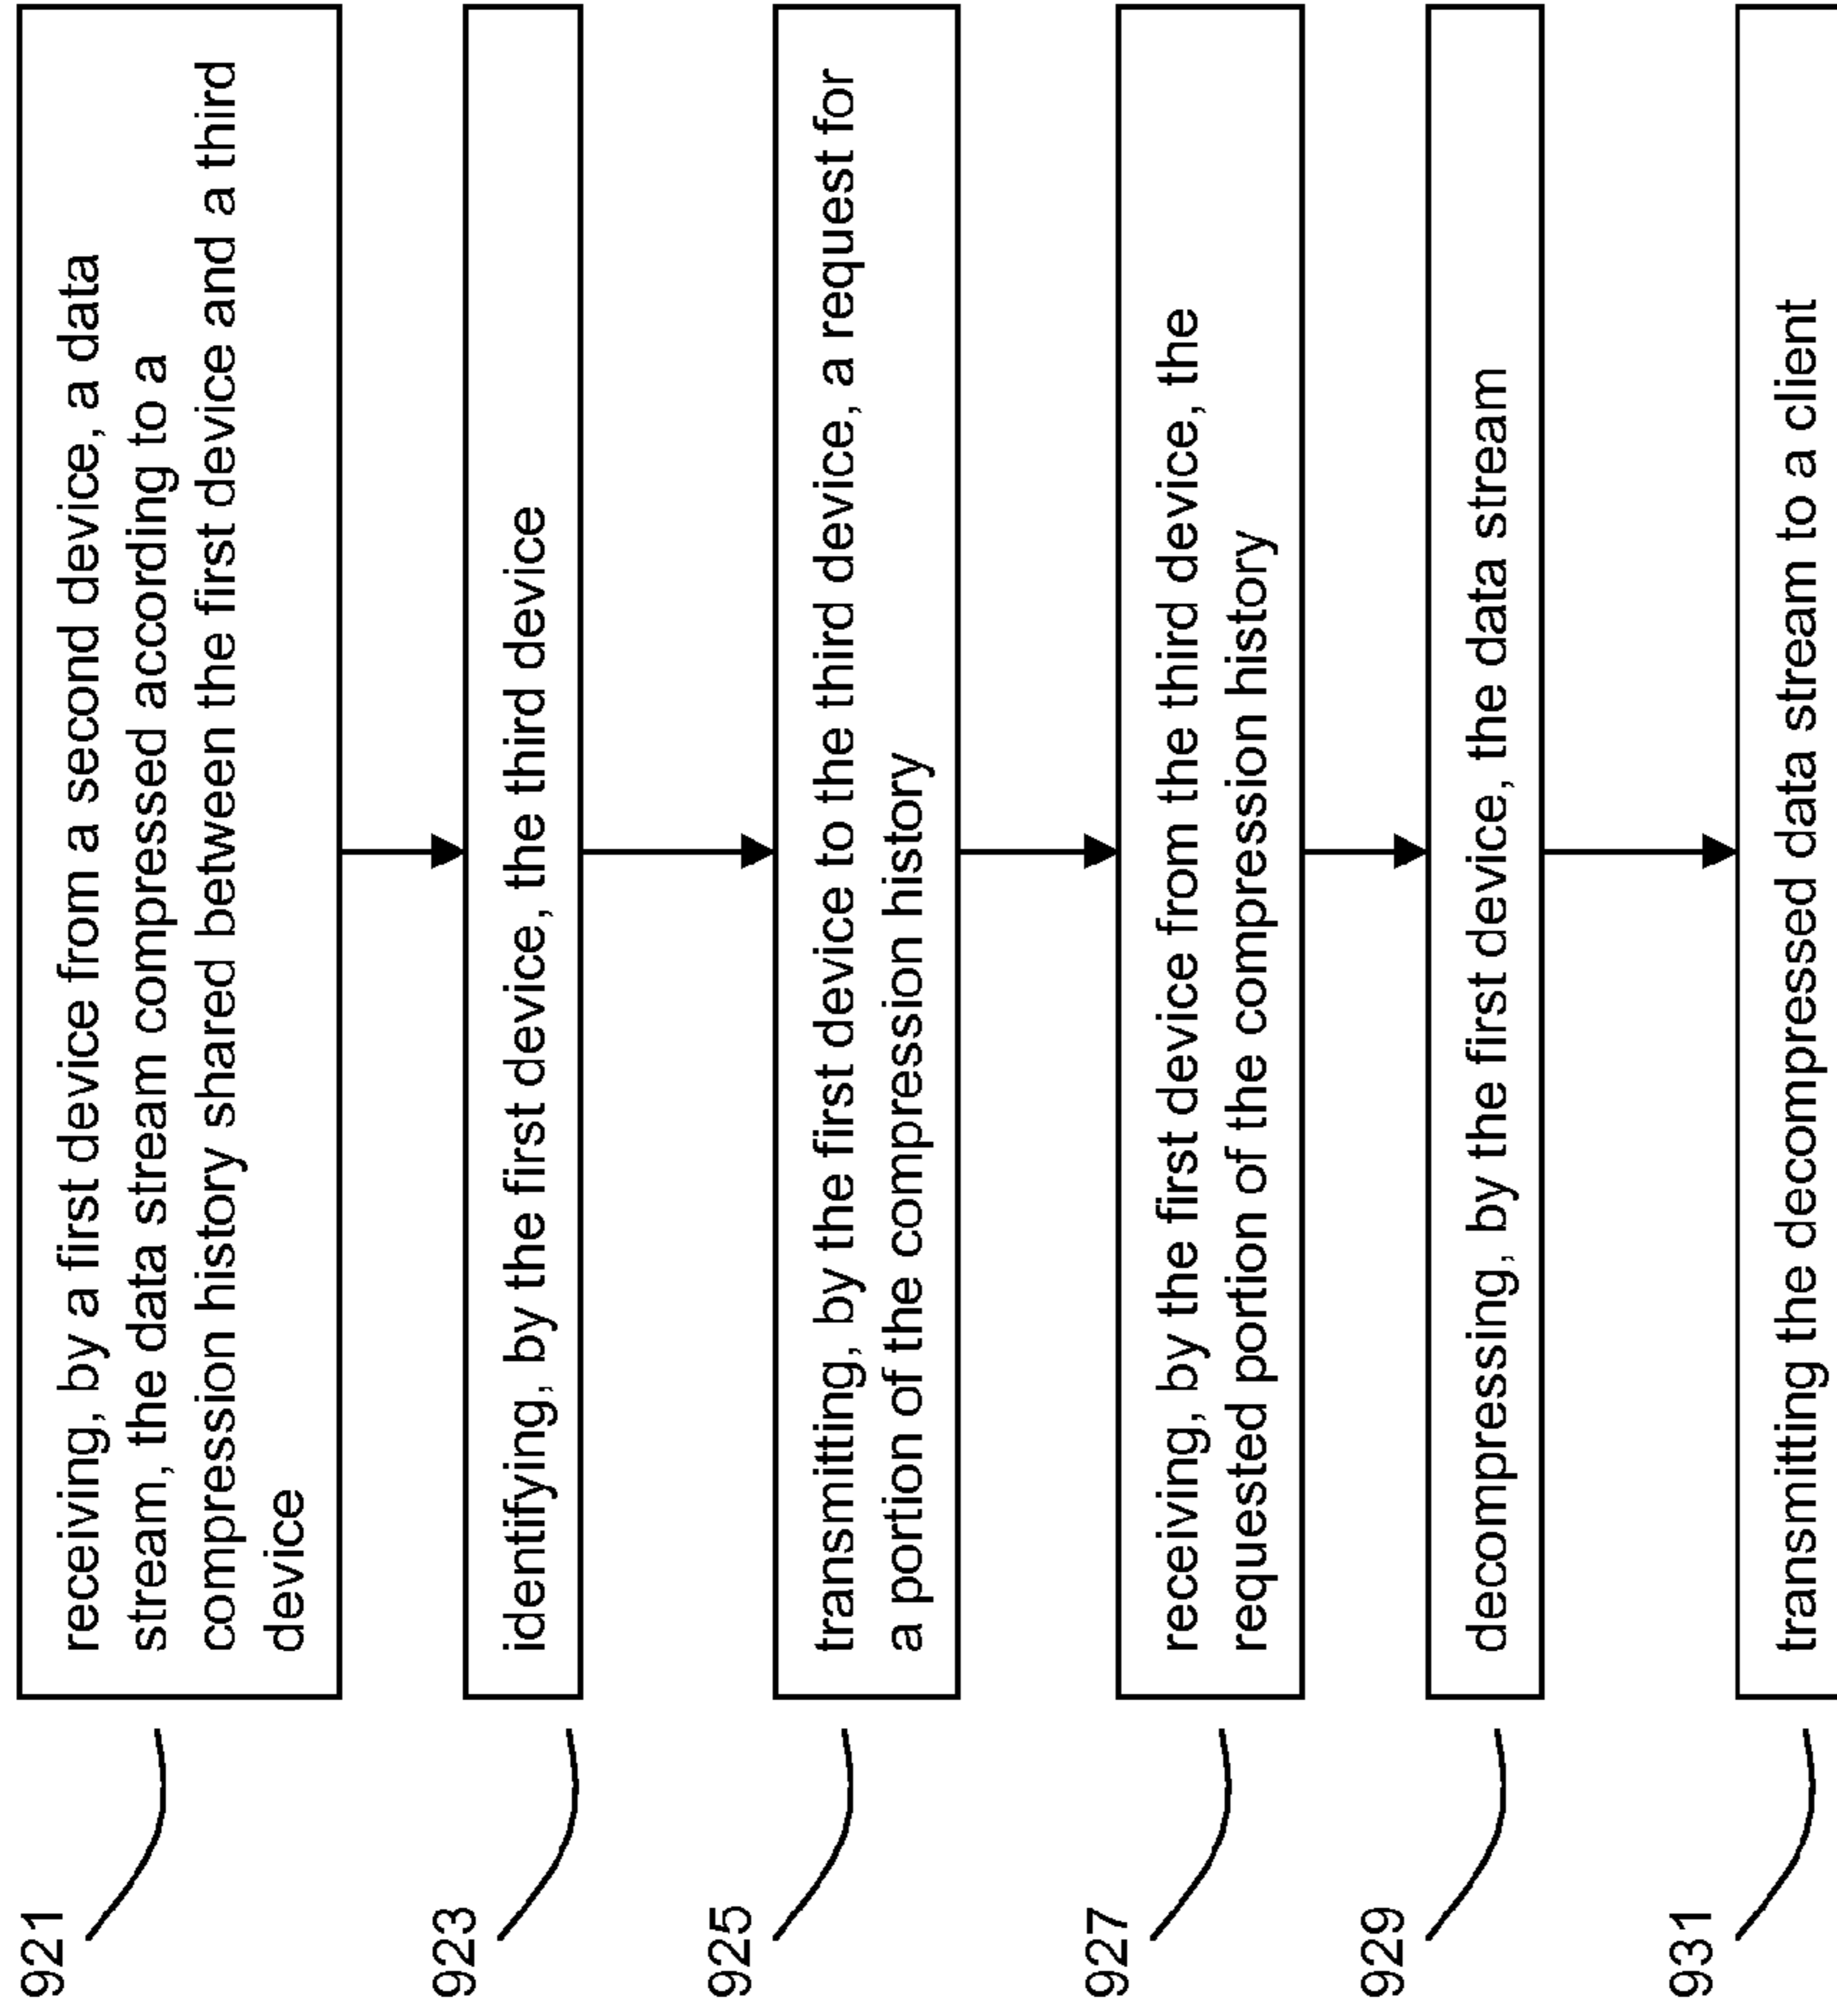 921
receiving, by a first device from a second device, a data
stream, the data stream compressed according to a
compression history shared between the first device and a third
device
923
identifying, by the first device, the third device
925
transmitting, by the first device to the third device, a request for
a portion of the compression history
927
receiving, by the first device from the third device, the
requested portion of the compression history
929
decompressing, by the first device, the data stream
931
transmitting the decompressed data stream to a client